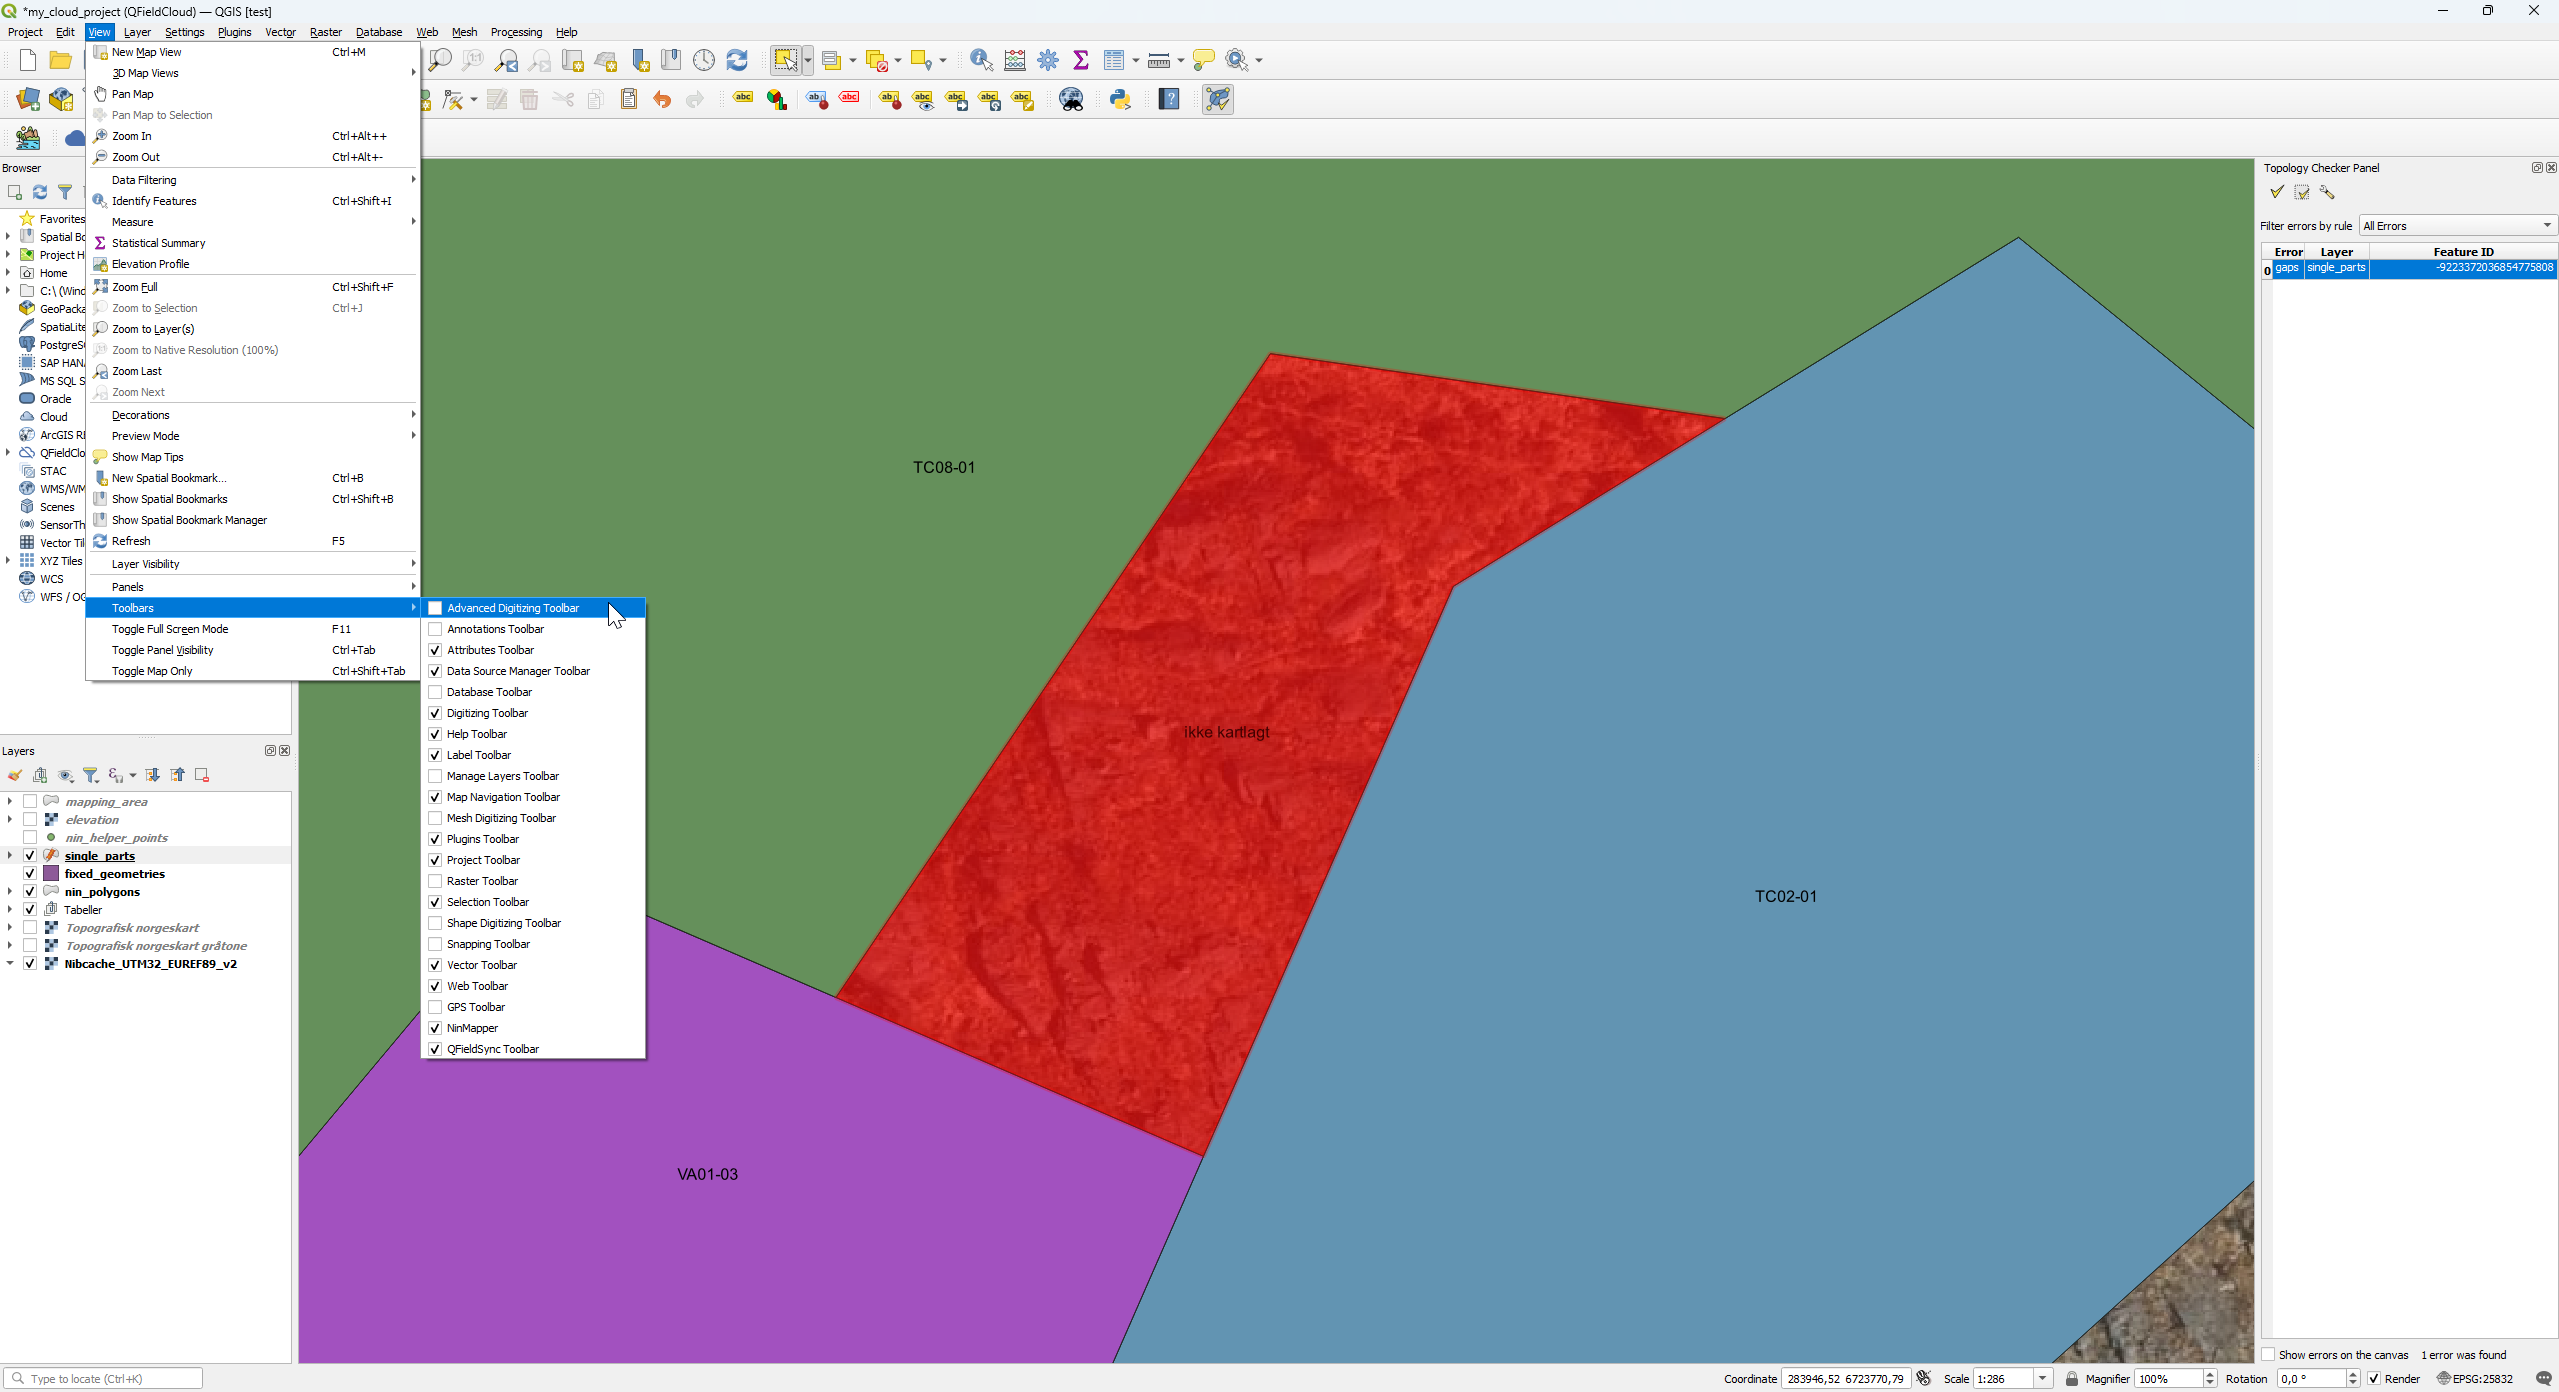 *my_cloud_project (QFieldCloud) — QGIS [test]
Project Edit View Layer Settings Plugins Vector Raster Database Web Mesh Processing Help
New Map View Ctrl+M
3D Map Views
Pan Map
Pan Map to Selection
Zoom In Ctrl+Alt++
Zoom Out Ctrl+Alt+-
Data Filtering
Identify Features Ctrl+Shift+I
Measure
Statistical Summary
Elevation Profile
Zoom Full Ctrl+Shift+F
Zoom to Selection Ctrl+J
Zoom to Layer(s)
Zoom to Native Resolution (100%)
Zoom Last
Zoom Next
Decorations
Preview Mode
Show Map Tips
New Spatial Bookmark... Ctrl+B
Show Spatial Bookmarks Ctrl+Shift+B
Show Spatial Bookmark Manager
Refresh F5
Layer Visibility
Panels
Toolbars
Toggle Full Screen Mode F11
Toggle Panel Visibility Ctrl+Tab
Toggle Map Only Ctrl+Shift+Tab
Advanced Digitizing Toolbar
Annotations Toolbar
Attributes Toolbar
Data Source Manager Toolbar
Database Toolbar
Digitizing Toolbar
Help Toolbar
Label Toolbar
Manage Layers Toolbar
Map Navigation Toolbar
Mesh Digitizing Toolbar
Plugins Toolbar
Project Toolbar
Raster Toolbar
Selection Toolbar
Shape Digitizing Toolbar
Snapping Toolbar
Vector Toolbar
Web Toolbar
GPS Toolbar
NinMapper
QFieldSync Toolbar
Browser
Favorites
Spatial Bo
Project H
Home
C:\ (Wind
GeoPacka
SpatiaLite
PostgreS
SAP HAN
MS SQL S
Oracle
Cloud
ArcGIS R
QFieldClo
STAC
WMS/WM
Scenes
SensorTh
Vector Til
XYZ Tiles
WCS
WFS / OG
Layers
mapping_area
elevation
nin_helper_points
single_parts
fixed_geometries
nin_polygons
Tabeller
Topografisk norgeskart
Topografisk norgeskart gråtone
Nibcache_UTM32_EUREF89_v2
TC08-01
ikke kartlagt
TC02-01
VA01-03
Topology Checker Panel
Filter errors by rule All Errors
Error Layer Feature ID
0 gaps single_parts -9223372036854775808
Show errors on the canvas 1 error was found
Type to locate (Ctrl+K)
Coordinate 283946,52 6723770,79 Scale 1:286 Magnifier 100% Rotation 0,0 ° Render EPSG:25832